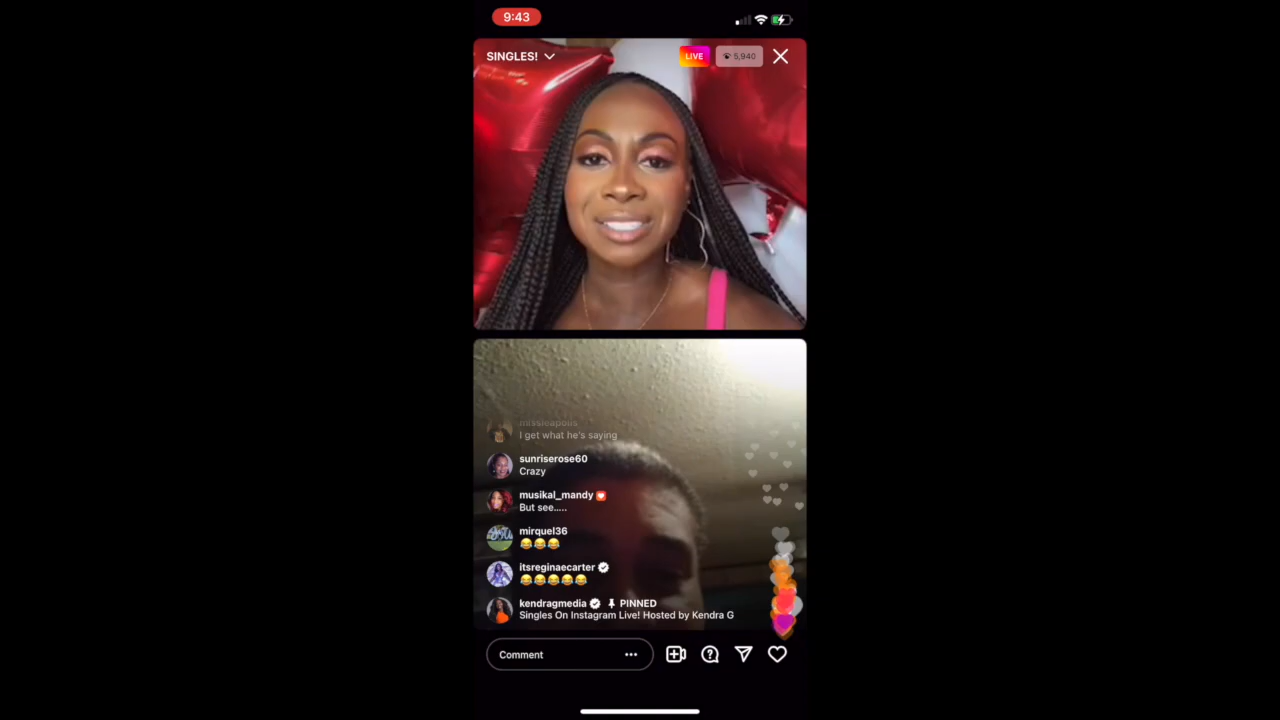 9:43
SINGLES!
LIVE
5,940
I get what he's saying
sunriserose60
Crazy
musikal_mandy
But see.....
mirquel36
😂😂😂
itsreginaecarter
😂😂😂😂😂
kendragmedia PINNED
Singles On Instagram Live! Hosted by Kendra G
Comment